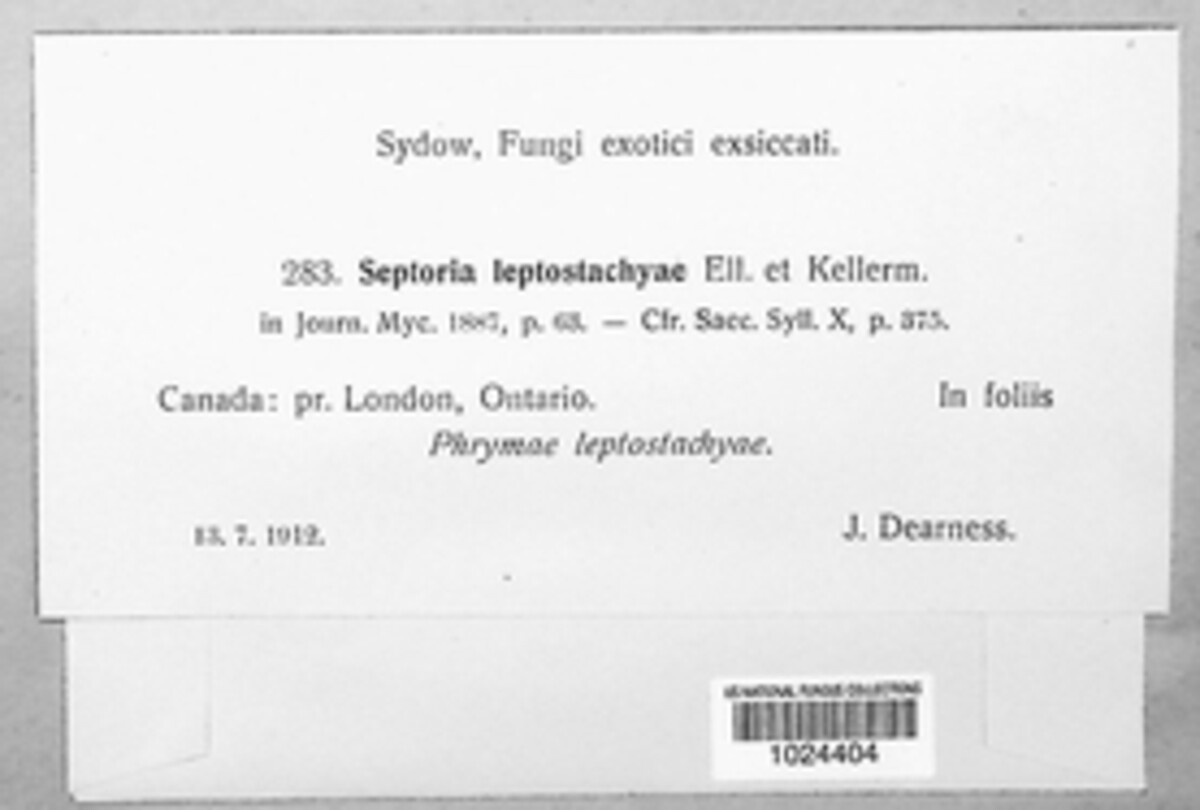 Sydow, Fungi exotici exsiccati.
283. Septoria leptostachyae Ell. et Kellerm.
in Journ. Myc. 1887, p. 63. — Cfr. Sacc. Syll. X, p. 375.
Canada: pr. London, Ontario. In foliis
Phrymae leptostachyae.
13. 7. 1912. J. Dearness.
US NATIONAL FUNGUS COLLECTIONS
1024404